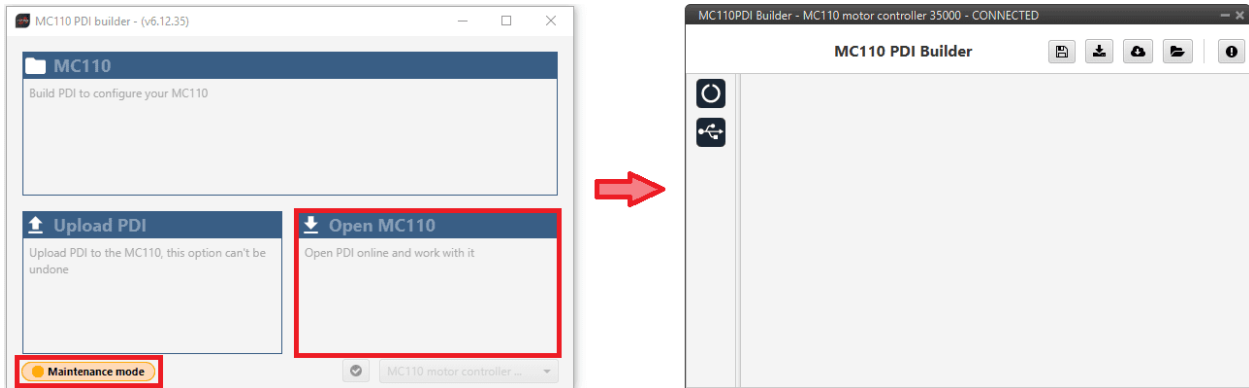 MC110 PDI builder - (v6.12.35)
MC110
Build PDI to configure your MC110
Upload PDI
Upload PDI to the MC110, this option can't be
undone
Open MC110
Open PDI online and work with it
Maintenance mode
MC110 motor controller ...
MC110PDI Builder - MC110 motor controller 35000 - CONNECTED
MC110 PDI Builder